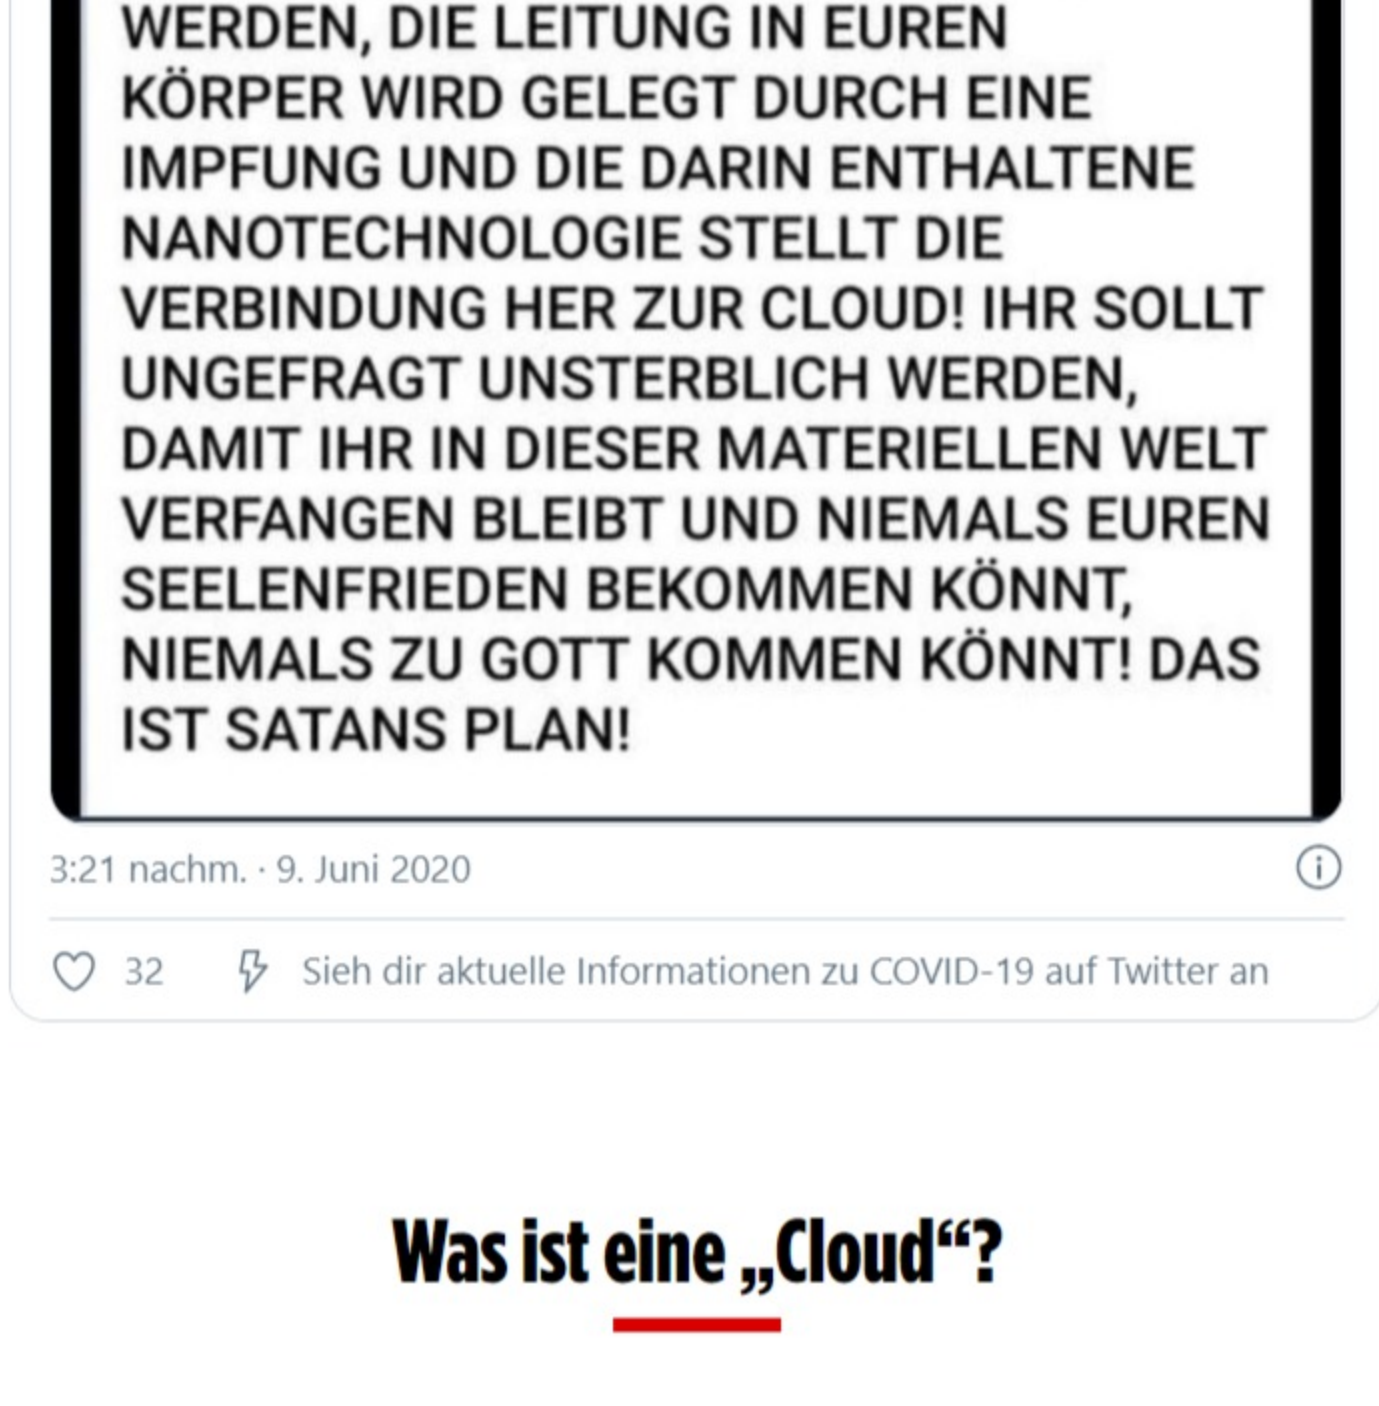 WERDEN, DIE LEITUNG IN EUREN
KÖRPER WIRD GELEGT DURCH EINE
IMPFUNG UND DIE DARIN ENTHALTENE
NANOTECHNOLOGIE STELLT DIE
VERBINDUNG HER ZUR CLOUD! IHR SOLLT
UNGEFRAGT UNSTERBLICH WERDEN,
DAMIT IHR IN DIESER MATERIELLEN WELT
VERFANGEN BLEIBT UND NIEMALS EUREN
SEELENFRIEDEN BEKOMMEN KÖNNT,
NIEMALS ZU GOTT KOMMEN KÖNNT! DAS
IST SATANS PLAN!
3:21 nachm. · 9. Juni 2020
32 Sieh dir aktuelle Informationen zu COVID-19 auf Twitter an
Was ist eine „Cloud“?